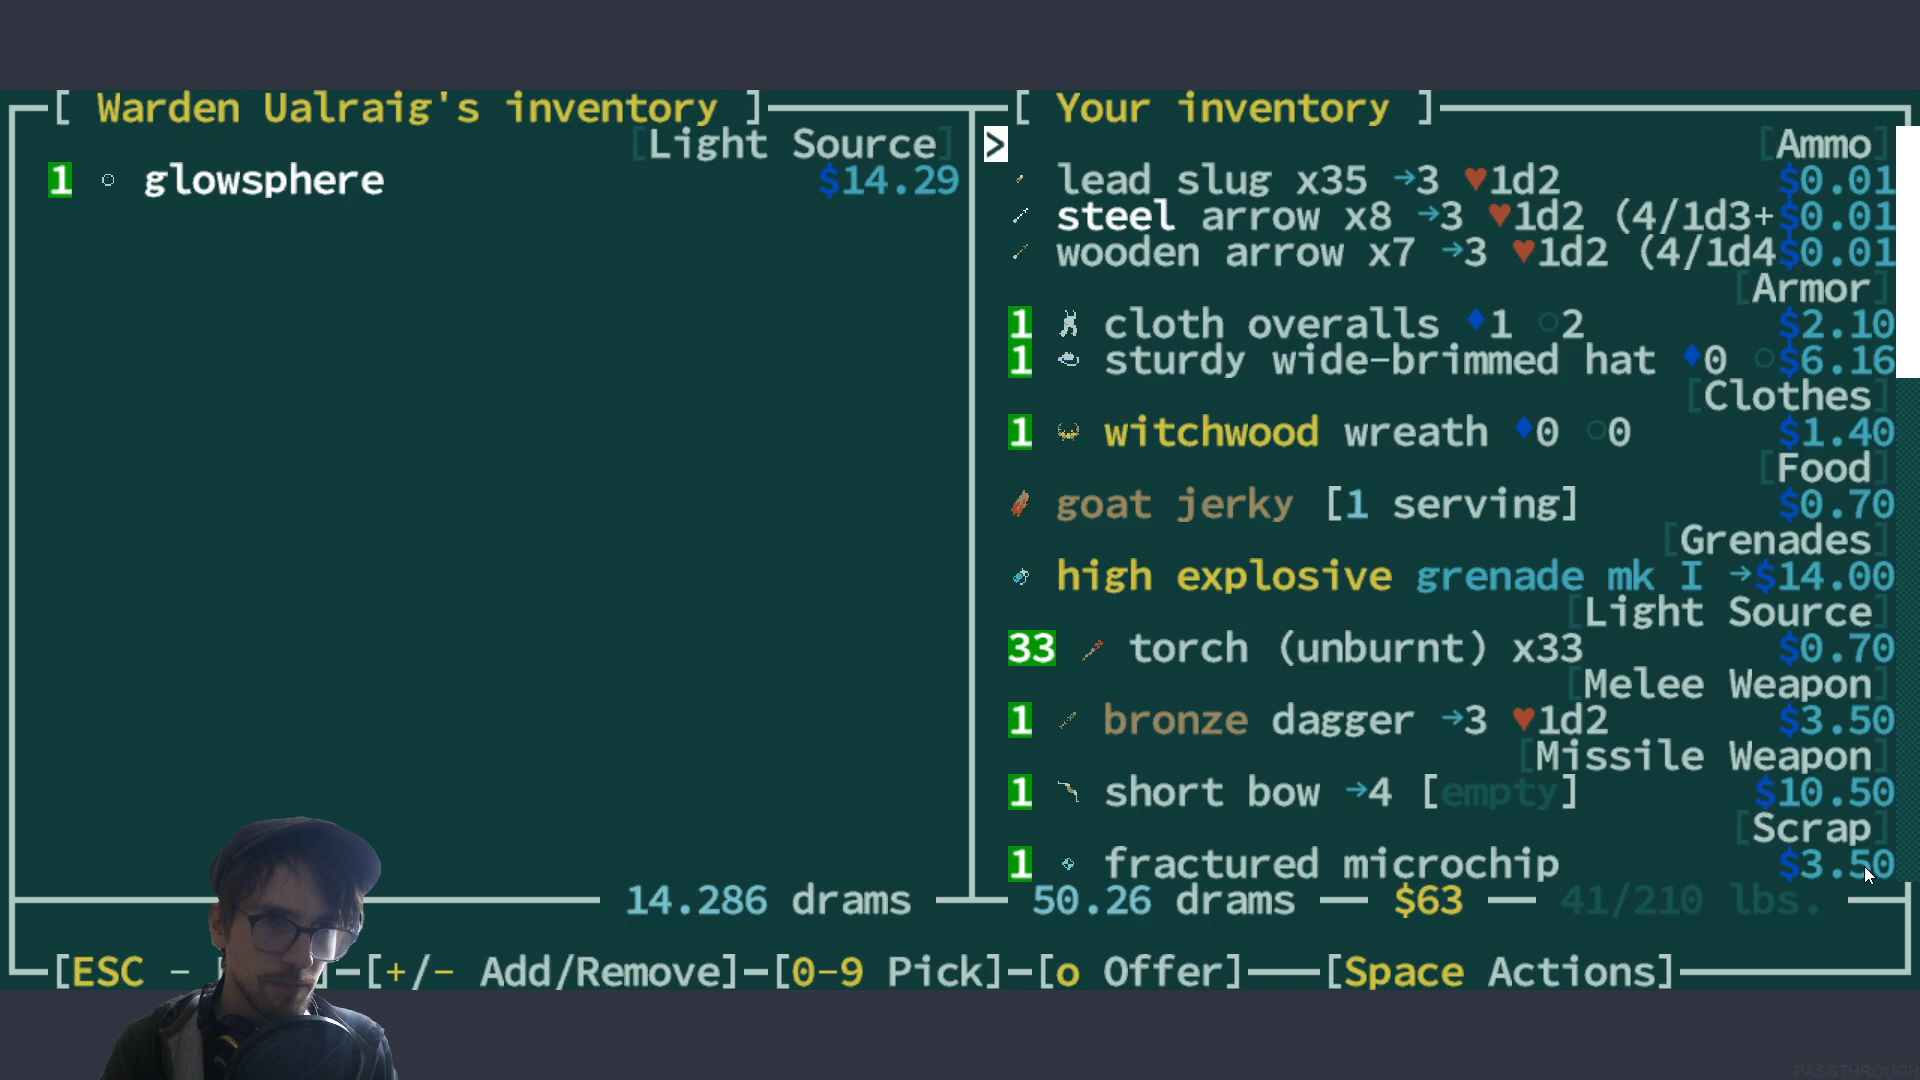 [ Warden Ualraig's inventory ]
[Light Source]
1 glowsphere $14.29
[ Your inventory ]
>
[Ammo]
lead slug x35 →3 ♥1d2 $0.01
steel arrow x8 →3 ♥1d2 (4/1d3+ $0.01
wooden arrow x7 →3 ♥1d2 (4/1d4 $0.01
[Armor]
1 cloth overalls ♦1 ○2 $2.10
1 sturdy wide-brimmed hat ♦0 ○ $6.16
[Clothes]
1 witchwood wreath ♦0 ○0 $1.40
[Food]
goat jerky [1 serving] $0.70
[Grenades]
high explosive grenade mk I → $14.00
[Light Source]
33 torch (unburnt) x33 $0.70
[Melee Weapon]
1 bronze dagger →3 ♥1d2 $3.50
[Missile Weapon]
1 short bow →4 [empty] $10.50
[Scrap]
1 fractured microchip $3.50
14.286 drams
50.26 drams $63 41/210 lbs.
[ESC - ] [+/- Add/Remove] [0-9 Pick] [o Offer] [Space Actions]
PASSTHROUGH